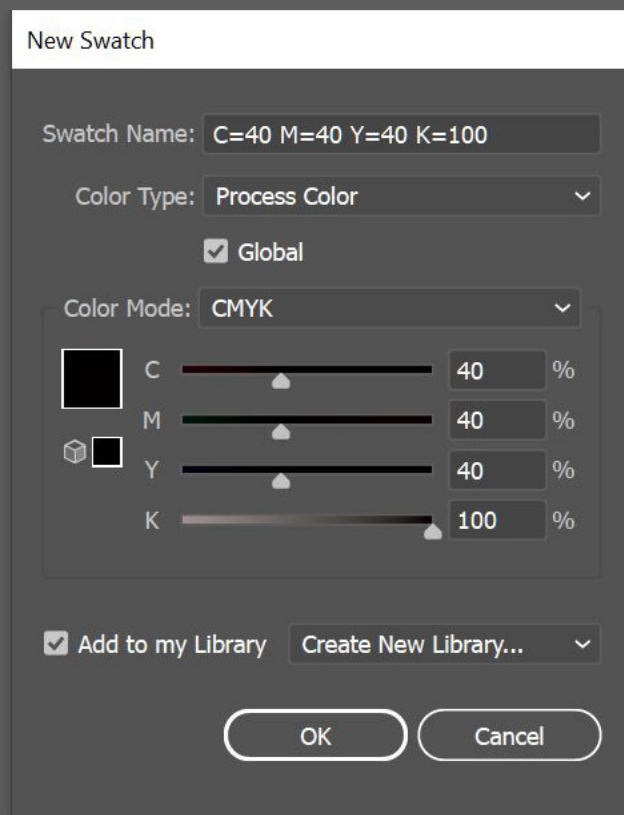 New Swatch
Swatch Name: C=40 M=40 Y=40 K=100
Color Type: Process Color
Global
Color Mode: CMYK
C 40 %
M 40 %
Y 40 %
K 100 %
Add to my Library Create New Library...
OK Cancel